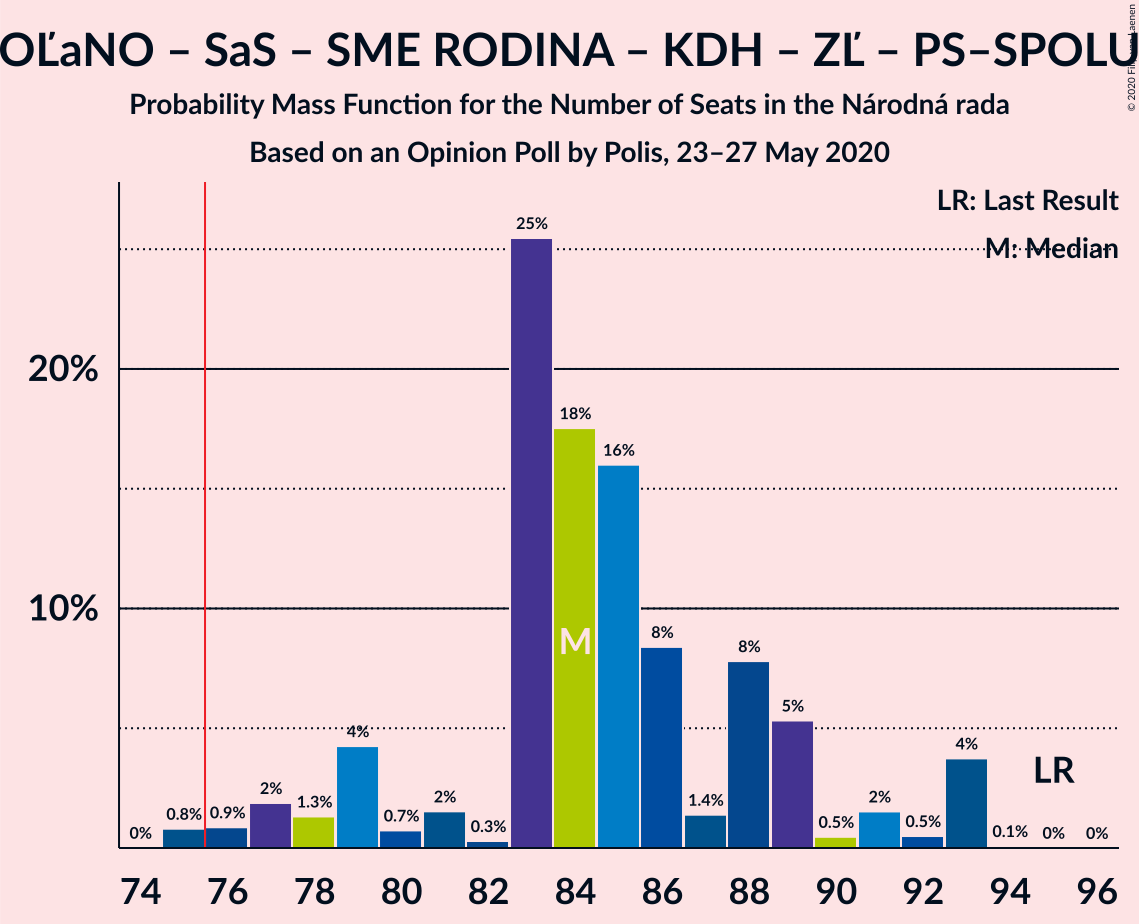 OĽaNO – SaS – SME RODINA – KDH – ZĽ – PS–SPOLU
Probability Mass Function for the Number of Seats in the Národná rada
Based on an Opinion Poll by Polis, 23–27 May 2020
© 2020 Filip van Laenen
LR: Last Result
M: Median
25%
20%
18%
16%
10%
M
8%
8%
5%
4%
4%
LR
2%
1.3%
2%
2%
0.8%
0.9%
0.7%
0.3%
1.4%
0.5%
0.5%
0%
0.1%
0%
0%
74 76 78 80 82 84 86 88 90 92 94 96